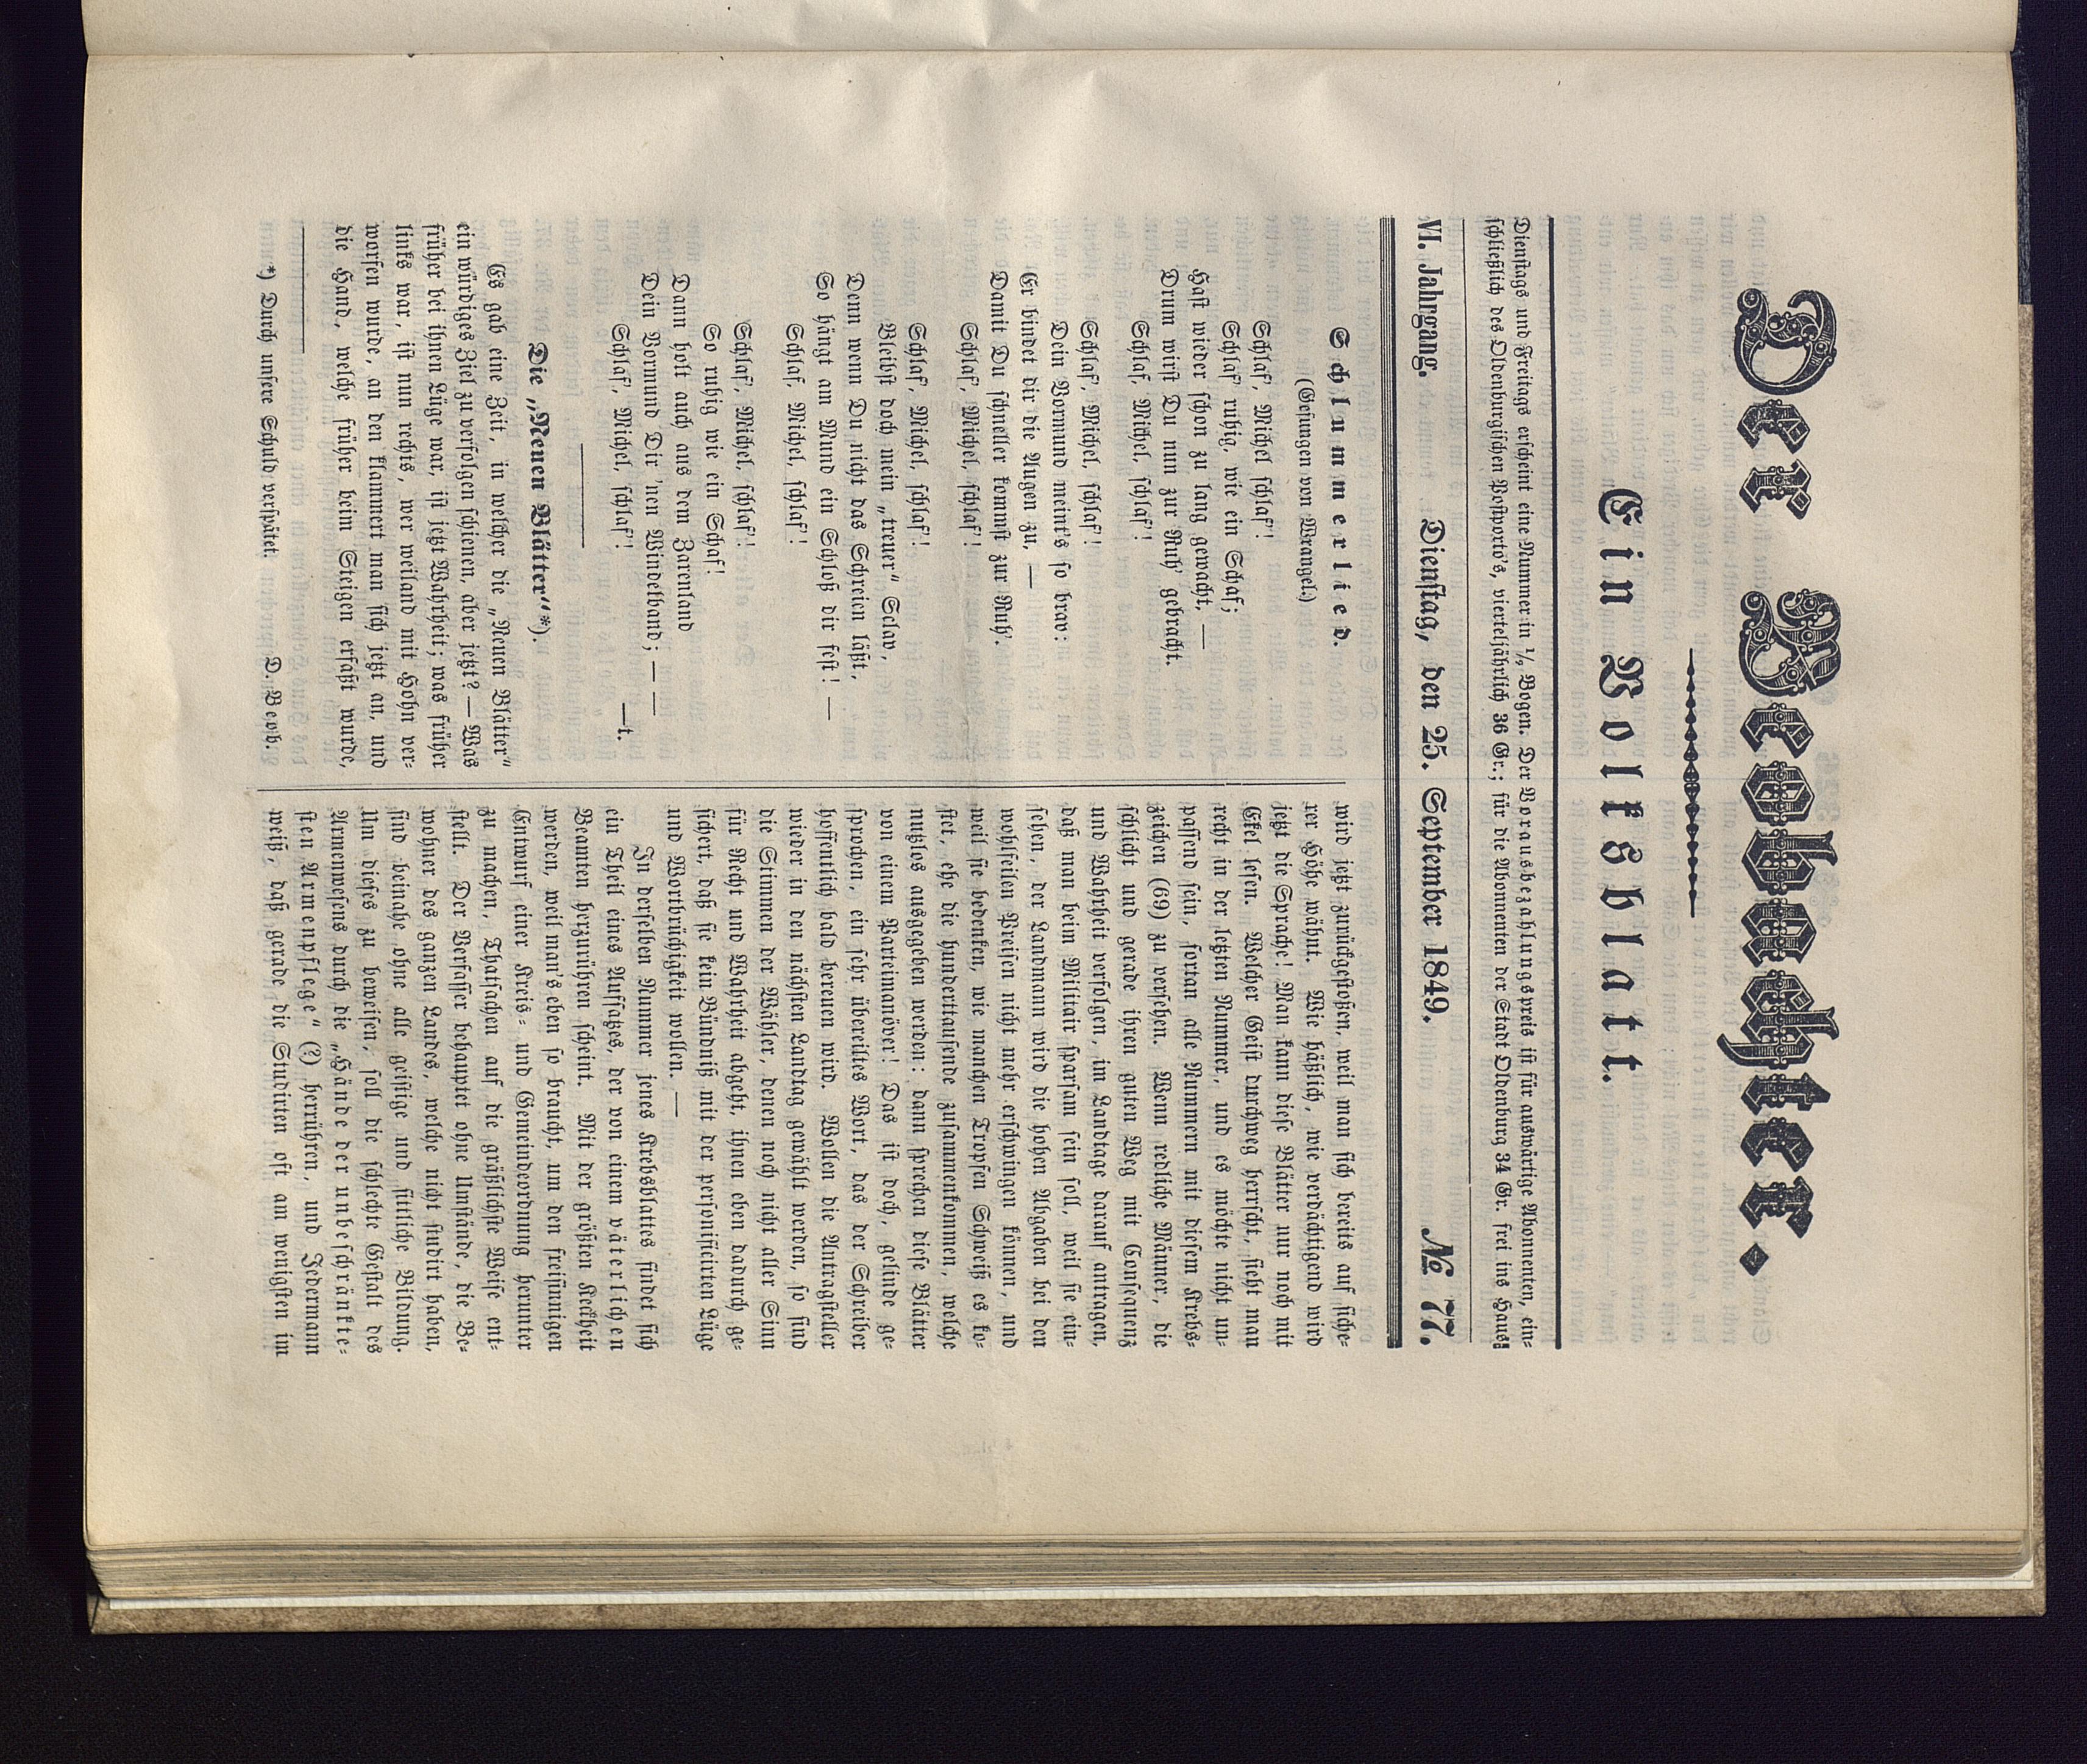 Der Beobachter.
Ein Volksblatt.
Dienſtags und Freitags erſcheint eine Nummer in ½ Bogen. Der Vorausbezahlungspreis iſt für auswärtige Abonnenten, ein-
ſchließlich des Oldenburgiſchen Poſtporto's, vierteljährlich 36 Gr.; für die Abonnenten der Stadt Oldenburg 34 Gr. frei ins Haus.
VI. Jahrgang. Dienſtag, den 25. September 1849. № 77.
Schlummerlied.
(Geſungen von Wrangel.)
Schlaf', Michel ſchlaf'!
Schlaf' ruhig, wie ein Schaf;
Haſt wieder ſchon zu lang gewacht, —
Drum wirſt Du nun zur Ruh' gebracht.
Schlaf', Michel, ſchlaf'!
Schlaf', Michel, ſchlaf'!
Dein Vormund meint's ſo brav:
Er bindet dir die Augen zu, —
Damit Du ſchneller kommſt zur Ruh'.
Schlaf', Michel, ſchlaf'!
Schlaf', Michel, ſchlaf'!
Bleibſt doch mein „treuer“ Sclav,
Denn wenn Du nicht das Schreien läßt,
So hängt am Mund ein Schloß dir feſt! —
Schlaf', Michel, ſchlaf'!
Schlaf', Michel, ſchlaf'!
So ruhig wie ein Schaf!
Dann holt auch aus dem Zarenland
Dein Vormund Dir 'nen Windelband; — —
Schlaf', Michel, ſchlaf'!
—t.
Die „Neuen Blätter“*).
Es gab eine Zeit, in welcher die „Neuen Blätter“
ein würdiges Ziel zu verfolgen ſchienen, aber jetzt? — Was
früher bei ihnen Lüge war, iſt jetzt Wahrheit; was früher
links war, iſt nun rechts, wer weiland mit Hohn ver-
worfen wurde, an den klammert man ſich jetzt an, und
die Hand, welche früher beim Steigen erfaßt wurde,
*) Durch unſere Schuld verſpätet. D. Beob.
wird jetzt zurückgeſtoßen, weil man ſich bereits auf ſiche-
rer Höhe wähnt. Wie häßlich, wie verdächtigend wird
jetzt die Sprache! Man kann dieſe Blätter nur noch mit
Ekel leſen. Welcher Geiſt durchweg herrſcht, ſieht man
recht in der letzten Nummer, und es möchte nicht un-
paſſend ſein, fortan alle Nummern mit dieſem Krebs-
zeichen (69) zu verſehen. Wenn redliche Männer, die
ſchlicht und gerade ihren guten Weg mit Conſequenz
und Wahrheit verfolgen, im Landtage darauf antragen,
daß man beim Militair ſparſam ſein ſoll, weil ſie ein-
ſehen, der Landmann wird die hohen Abgaben bei den
wohlfeilen Preiſen nicht mehr erſchwingen können, und
weil ſie bedenken, wie manchen Tropfen Schweiß es ko-
ſtet, ehe die hunderttauſende zuſammenkommen, welche
nutzlos ausgegeben werden: dann ſprechen dieſe Blätter
von einem Parteimanöver! Das iſt doch, gelinde ge-
ſprochen, ein ſehr übereiltes Wort, das der Schreiber
hoffentlich bald bereuen wird. Wollen die Antragſteller
wieder in den nächſten Landtag gewählt werden, ſo ſind
die Stimmen der Wähler, denen noch nicht aller Sinn
für Recht und Wahrheit abgeht, ihnen eben dadurch ge-
ſichert, daß ſie kein Bündniß mit der perſonificirten Lüge
und Wortbrüchigkeit wollen. —
In derſelben Nummer jenes Krebsblattes findet ſich
ein Theil eines Aufſatzes, der von einem väterlichen
Beamten herzurühren ſcheint. Mit der größten Keckheit
werden, weil man's eben ſo braucht, um den freiſinnigen
Entwurf einer Kreis- und Gemeindeordnung herunter
zu machen, Thatſachen auf die gräßlichſte Weiſe ent-
ſtellt. Der Verfaſſer behauptet ohne Umſtände, die Be-
wohner des ganzen Landes, welche nicht ſtudirt haben,
ſind beinahe ohne alle geiſtige und ſittliche Bildung.
Um dieſes zu beweiſen, ſoll die ſchlechte Geſtalt des
Armenweſens durch die „Hände der unbeſchränkte-
ſten Armenpflege“ (?) herrühren, und Jedermann
weiß, daß gerade die Studirten oft am wenigſten im